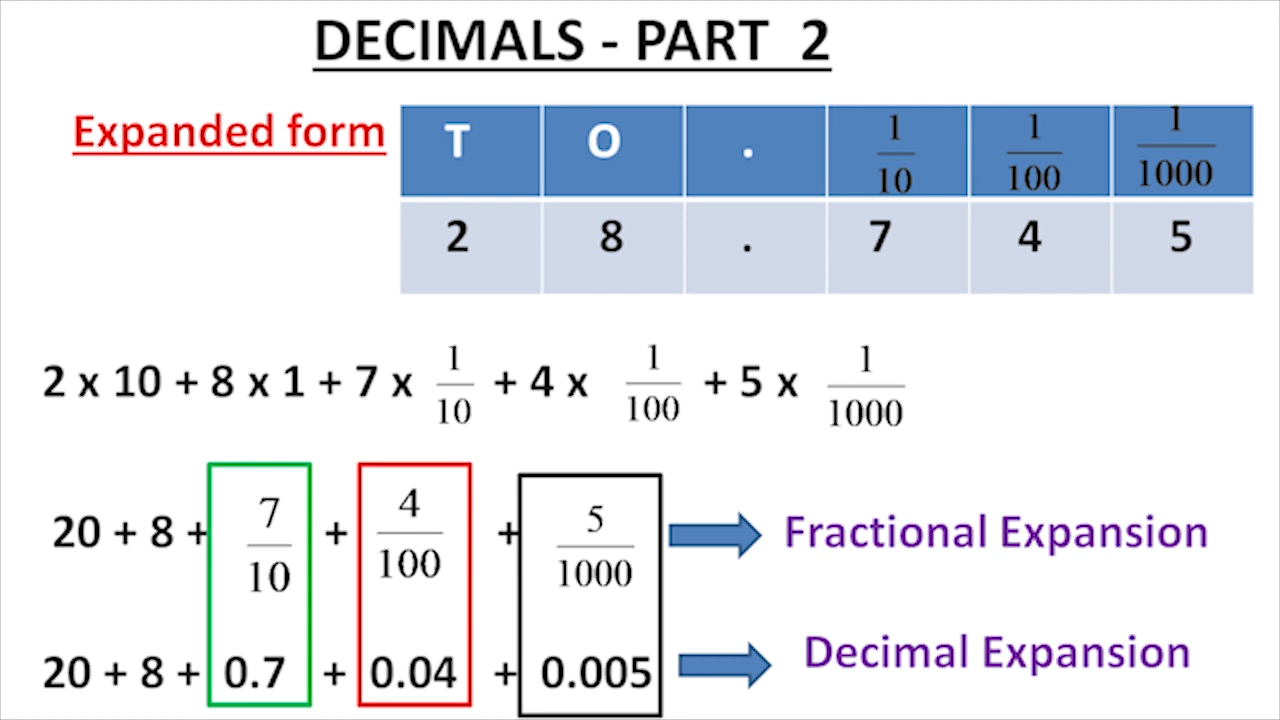 DECIMALS - PART 2
Expanded form
T O . 1/10 1/100 1/1000
2 8 . 7 4 5
2 x 10 + 8 x 1 + 7 x 1/10 + 4 x 1/100 + 5 x 1/1000
20 + 8 + 7/10 + 4/100 + 5/1000 Fractional Expansion
20 + 8 + 0.7 + 0.04 + 0.005 Decimal Expansion